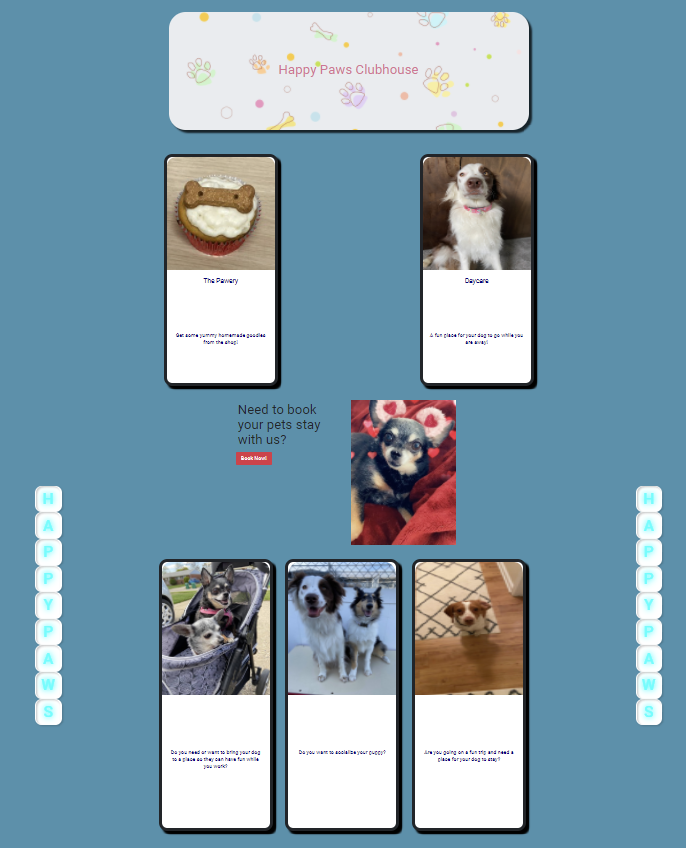 Happy Paws Clubhouse
The Pawery
Get some yummy homemade goodies
from the shop!
Daycare
A fun place for your dog to go while you
are away!
Need to book
your pets stay
with us?
Book Now!
H
A
P
P
Y
P
A
W
S
H
A
P
P
Y
P
A
W
S
Do you need or want to bring your dog
to a place so they can have fun while
you work?
Do you want to socialize your puppy?
Are you going on a fun trip and need a
place for your dog to stay?